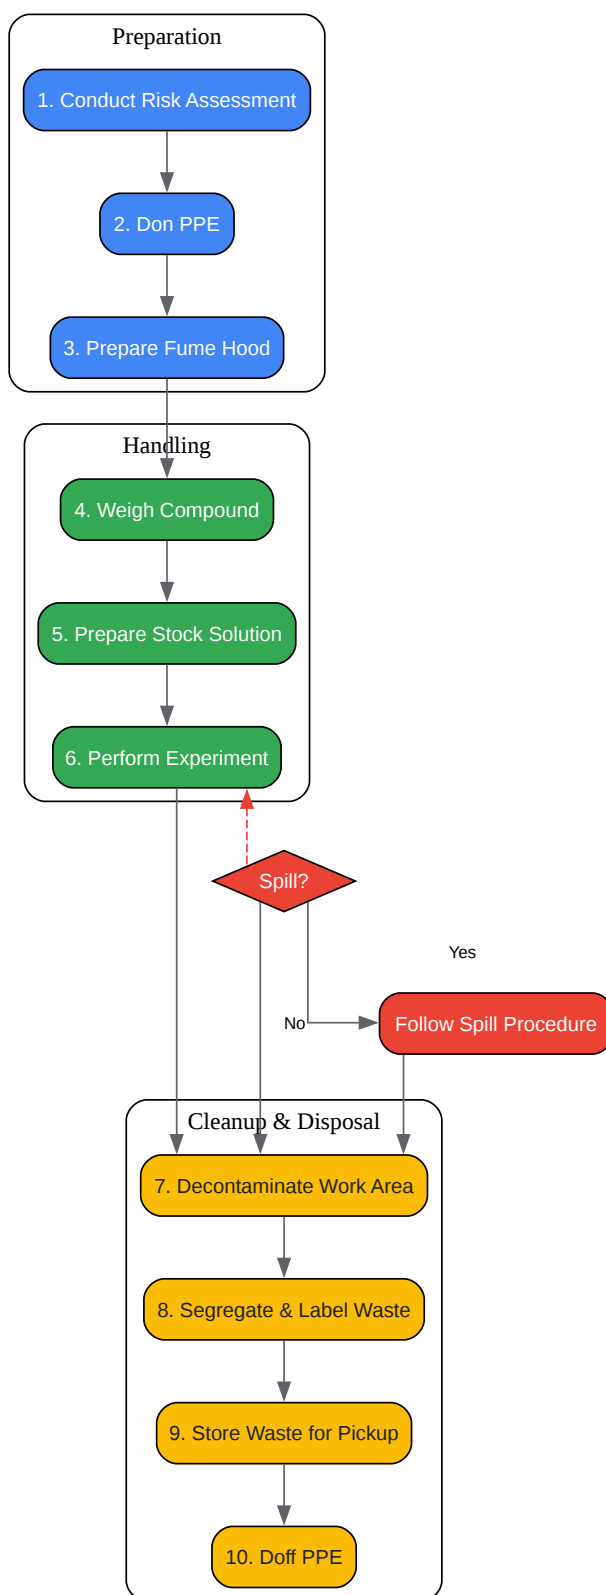 Preparation
1. Conduct Risk Assessment
2. Don PPE
3. Prepare Fume Hood
Handling
4. Weigh Compound
5. Prepare Stock Solution
6. Perform Experiment
Spill?
Yes
No
Follow Spill Procedure
Cleanup & Disposal
7. Decontaminate Work Area
8. Segregate & Label Waste
9. Store Waste for Pickup
10. Doff PPE